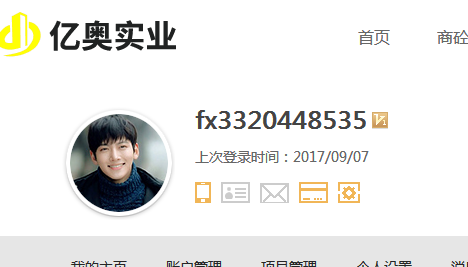 亿奥实业
首页 商砼
fx3320448535
上次登录时间：2017/09/07
我的主页 账户管理 项目管理 个人设置 消息